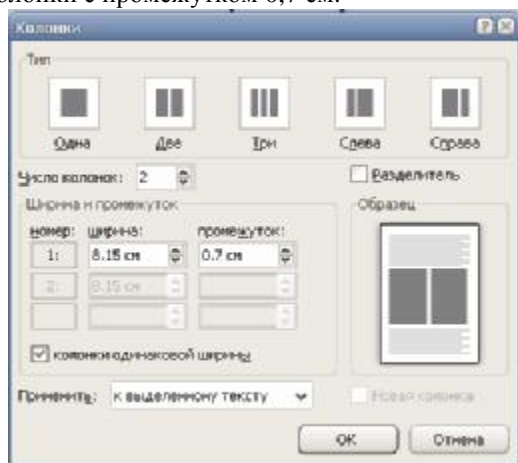 олонки с промежутком 0,7 см.
Колонки
Тип
Одна Две Три Слева Справа
Число колонок: 2
Разделитель
Ширина и промежуток
Образец
номер: ширина: промежуток:
1: 8.15 см 0.7 см
2: 8.15 см
колонки одинаковой ширины
Применить: к выделенному тексту
Новая колонка
ОК Отмена